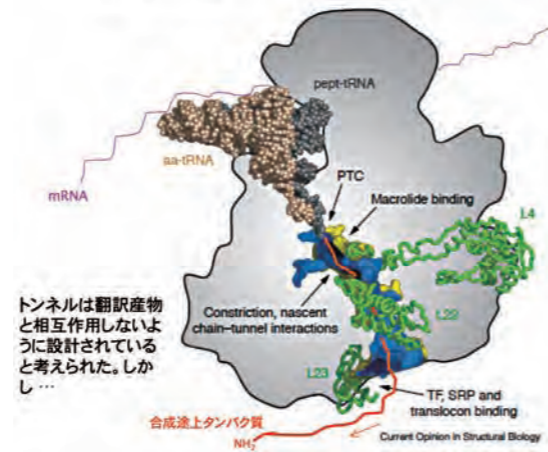 pept-tRNA
aa-tRNA
mRNA
PTC
Macrolide binding
L4
Constriction, nascent
chain–tunnel interactions
L22
トンネルは翻訳産物
と相互作用しないよ
うに設計されている
と考えられた。しか
し …
L23
TF, SRP and
translocon binding
合成途上タンパク質
NH2
Current Opinion in Structural Biology